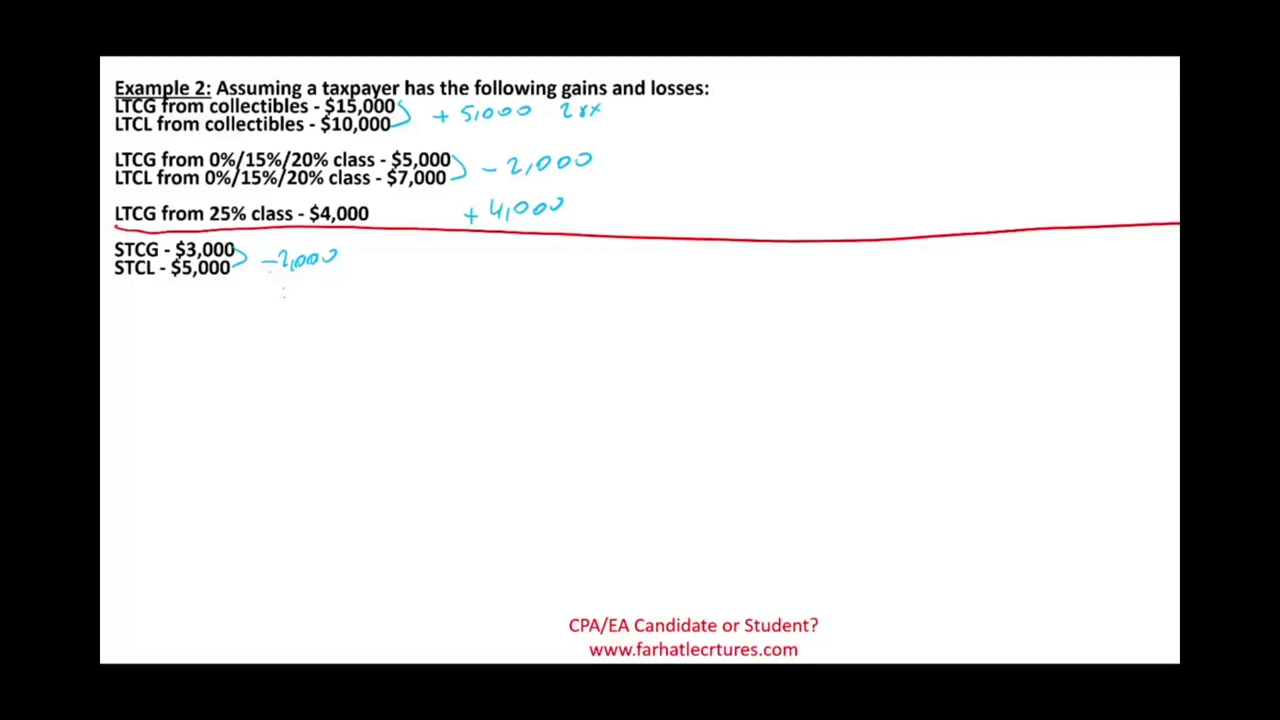 Example 2: Assuming a taxpayer has the following gains and losses:
LTCG from collectibles - $15,000
LTCL from collectibles - $10,000
+ 5,000
LTCG from 0%/15%/20% class - $5,000
LTCL from 0%/15%/20% class - $7,000
- 2,000
LTCG from 25% class - $4,000
+ 4,000
STCG - $3,000
STCL - $5,000
- 2,000
CPA/EA Candidate or Student?
www.farhatlecrtures.com